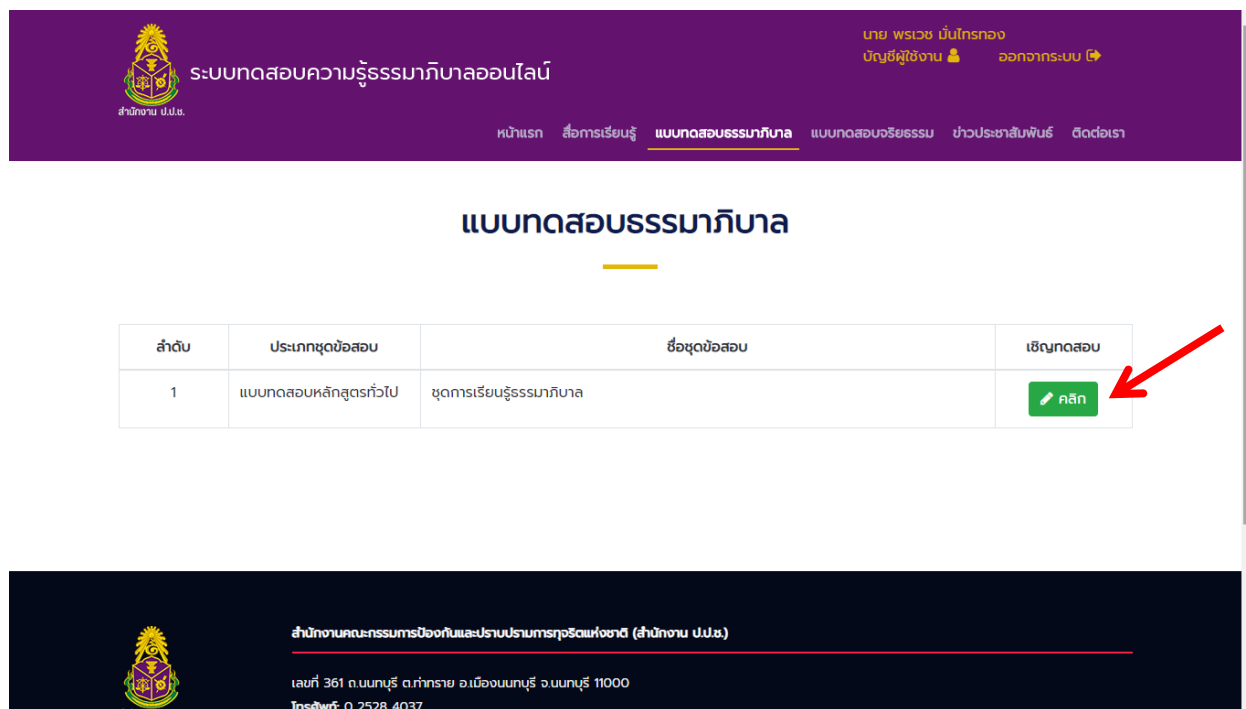 นาย พรเวช มั่นไทรทอง
บัญชีผู้ใช้งาน ออกจากระบบ
ระบบทดสอบความรู้ธรรมาภิบาลออนไลน์
สำนักงาน ป.ป.ช.
หน้าแรก สื่อการเรียนรู้ แบบทดสอบธรรมาภิบาล แบบทดสอบจริยธรรม ข่าวประชาสัมพันธ์ ติดต่อเรา
แบบทดสอบธรรมาภิบาล
ลำดับ ประเภทชุดข้อสอบ ชื่อชุดข้อสอบ เชิญทดสอบ
1 แบบทดสอบหลักสูตรทั่วไป ชุดการเรียนรู้ธรรมาภิบาล คลิก
สำนักงานคณะกรรมการป้องกันและปราบปรามการทุจริตแห่งชาติ (สำนักงาน ป.ป.ช.)
เลขที่ 361 ถ.นนทบุรี ต.ท่าทราย อ.เมืองนนทบุรี จ.นนทบุรี 11000
โทรศัพท์: 0 2528 4037